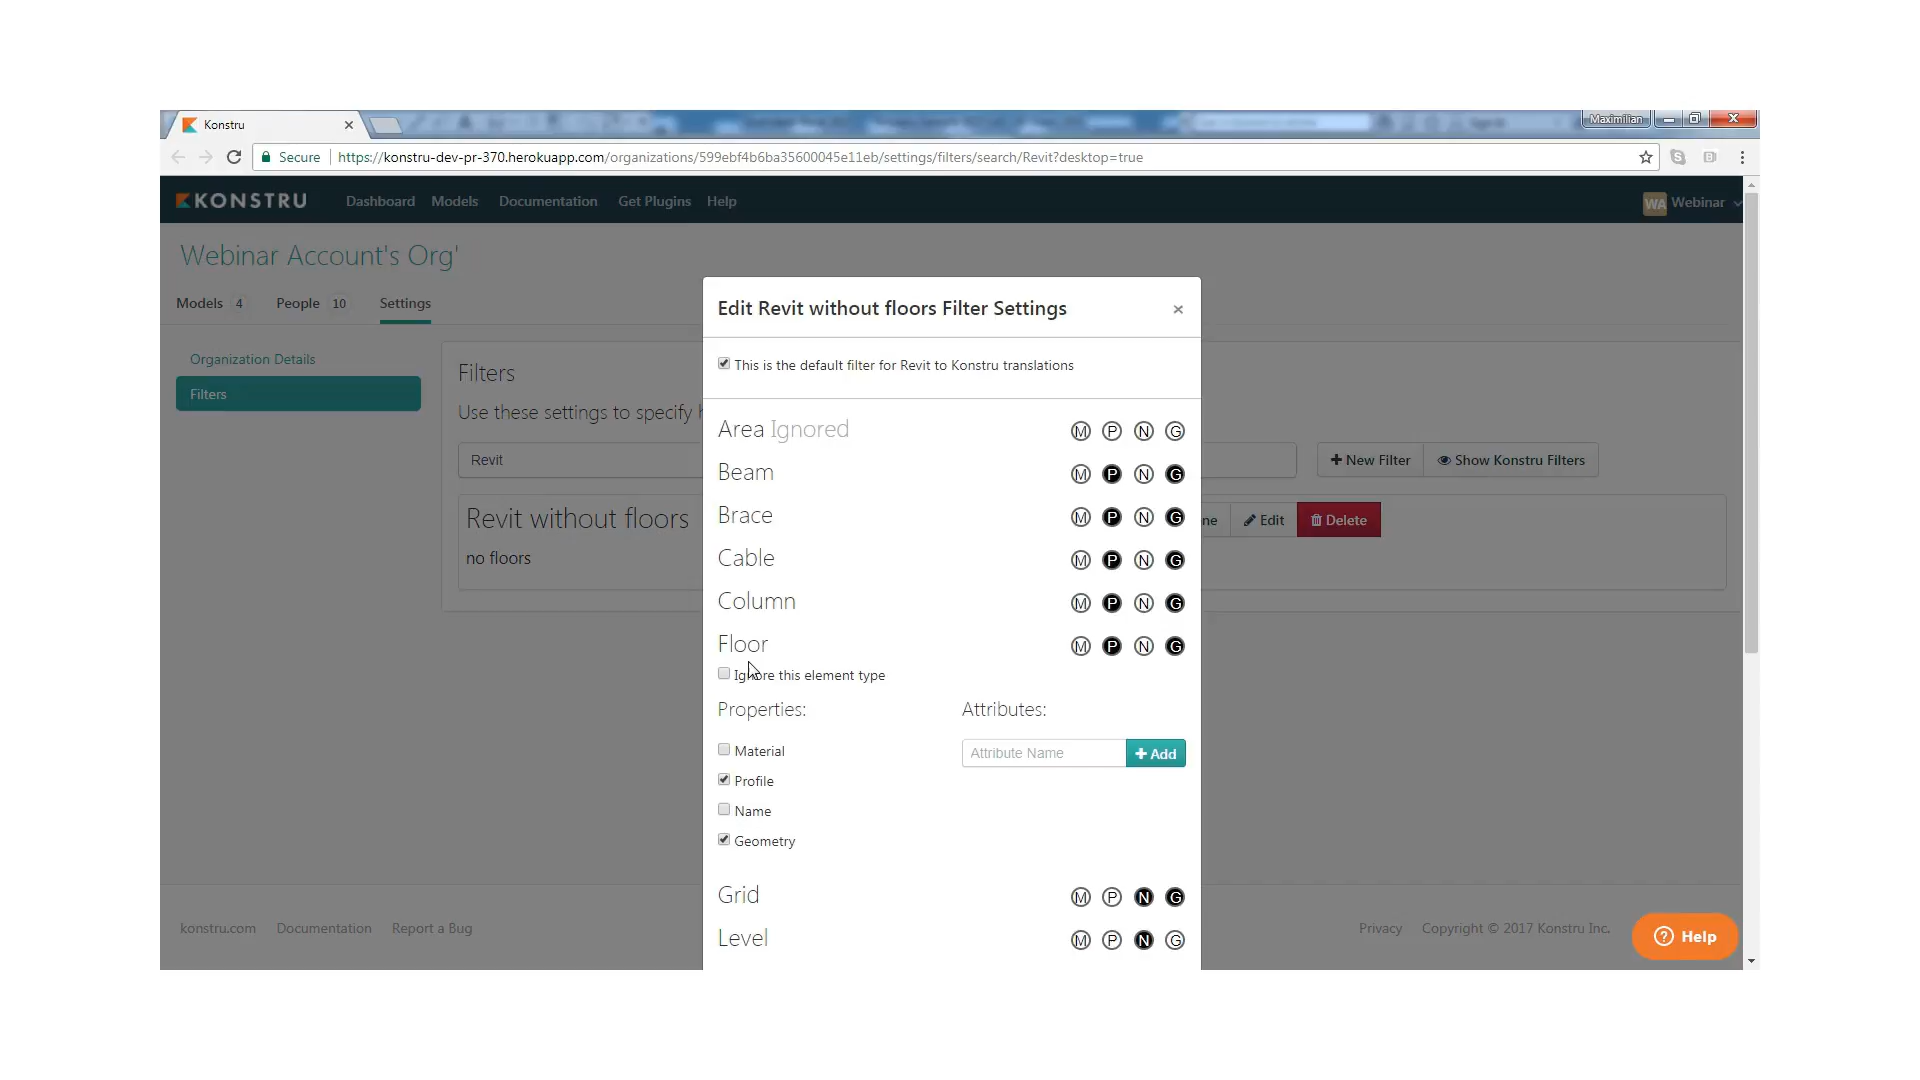 Konstru
Maximilian
Secure https://konstru-dev-pr-370.herokuapp.com/organizations/599ebf4b6ba35600045e11eb/settings/filters/search/Revit?desktop=true
KONSTRU Dashboard Models Documentation Get Plugins Help WA Webinar
Webinar Account's Org'
Models 4 People 10 Settings
Organization Details
Filters
Filters
Use these settings to specify
Revit
New Filter Show Konstru Filters
Revit without floors
no floors
ne Edit Delete
Edit Revit without floors Filter Settings ×
This is the default filter for Revit to Konstru translations
Area Ignored M P N G
Beam M P N G
Brace M P N G
Cable M P N G
Column M P N G
Floor M P N G
Ignore this element type
Properties: Attributes:
Material
Attribute Name + Add
Profile
Name
Geometry
Grid M P N G
Level M P N G
konstru.com Documentation Report a Bug
Privacy Copyright © 2017 Konstru Inc.
? Help